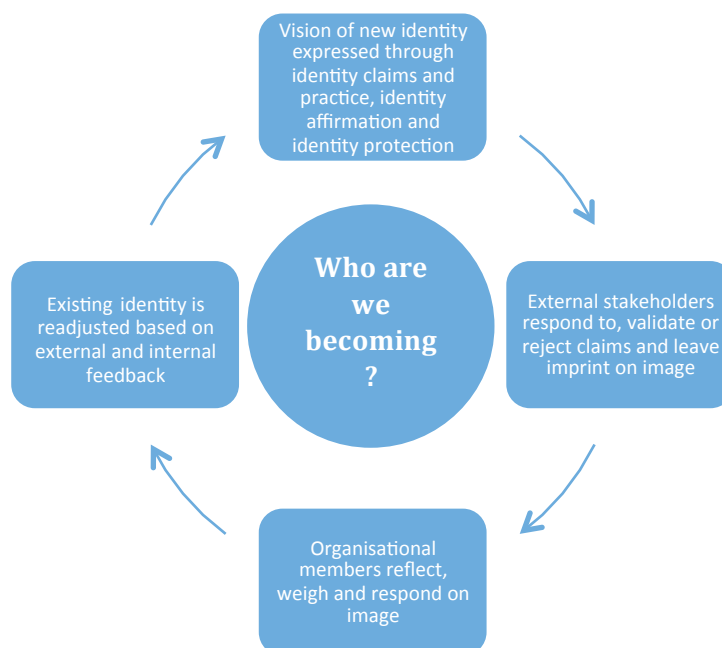 Vision of new identity
expressed through
identity claims and
practice, identity
affirmation and
identity protection
Who are
we
becoming
?
External stakeholders
respond to, validate or
reject claims and leave
imprint on image
Organisational
members reflect,
weigh and respond on
image
Existing identity is
readjusted based on
external and internal
feedback